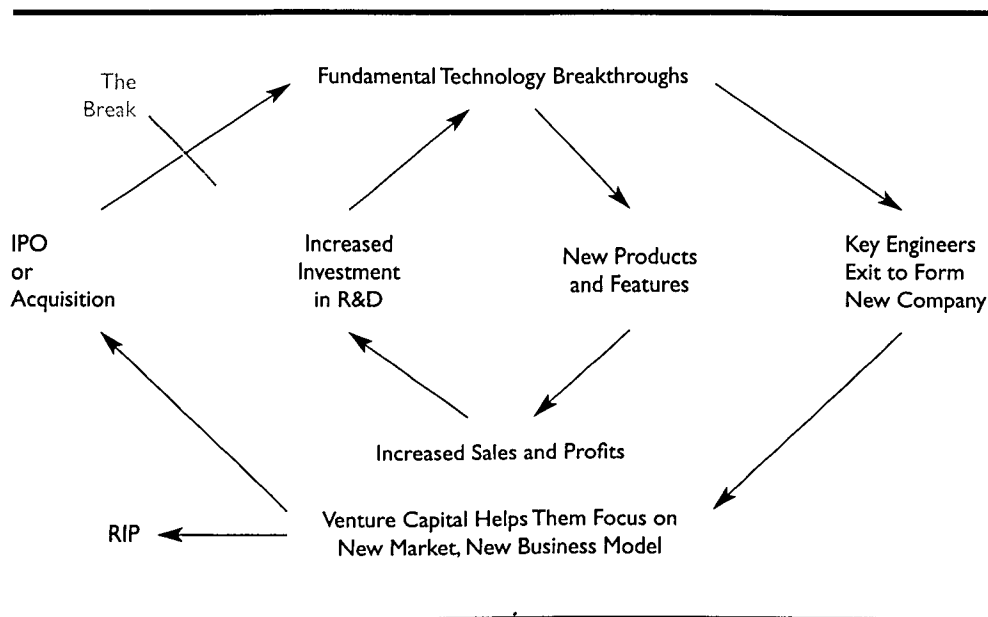 Fundamental Technology Breakthroughs
The
Break
IPO
or
Acquisition
Increased
Investment
in R&D
New Products
and Features
Key Engineers
Exit to Form
New Company
Increased Sales and Profits
Venture Capital Helps Them Focus on
New Market, New Business Model
RIP